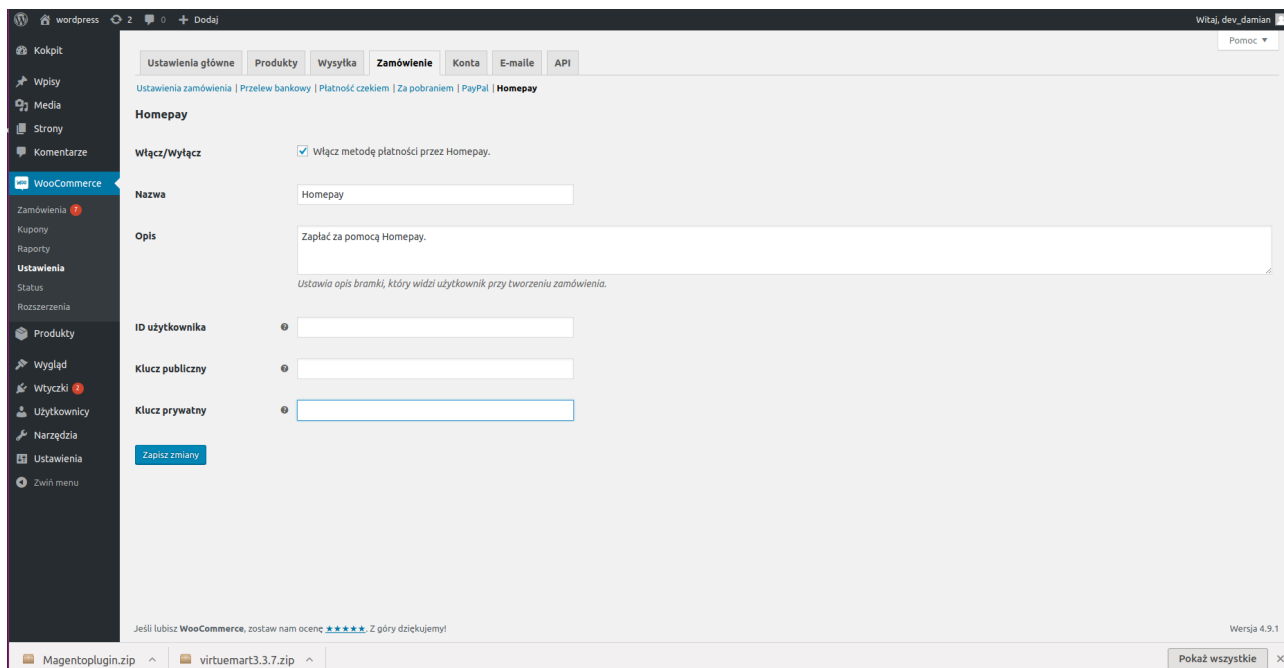 wordpress 2 0 + Dodaj Witaj, dev_damian
Pomoc ▼
Kokpit
Wpisy
Media
Strony
Komentarze
WooCommerce
Zamówienia 7
Kupony
Raporty
Ustawienia
Status
Rozszerzenia
Produkty
Wygląd
Wtyczki 2
Użytkownicy
Narzędzia
Ustawienia
Zwiń menu
Ustawienia główne Produkty Wysyłka Zamówienie Konta E-maile API
Ustawienia zamówienia | Przelew bankowy | Płatność czekiem | Za pobraniem | PayPal | Homepay
Homepay
Włącz/Wyłącz Włącz metodę płatności przez Homepay.
Nazwa Homepay
Opis Zapłać za pomocą Homepay.
Ustawia opis bramki, który widzi użytkownik przy tworzeniu zamówienia.
ID użytkownika
Klucz publiczny
Klucz prywatny
Zapisz zmiany
Jeśli lubisz WooCommerce, zostaw nam ocenę ★★★★★. Z góry dziękujemy! Wersja 4.9.1
Magentoplugin.zip virtuemart3.3.7.zip Pokaż wszystkie